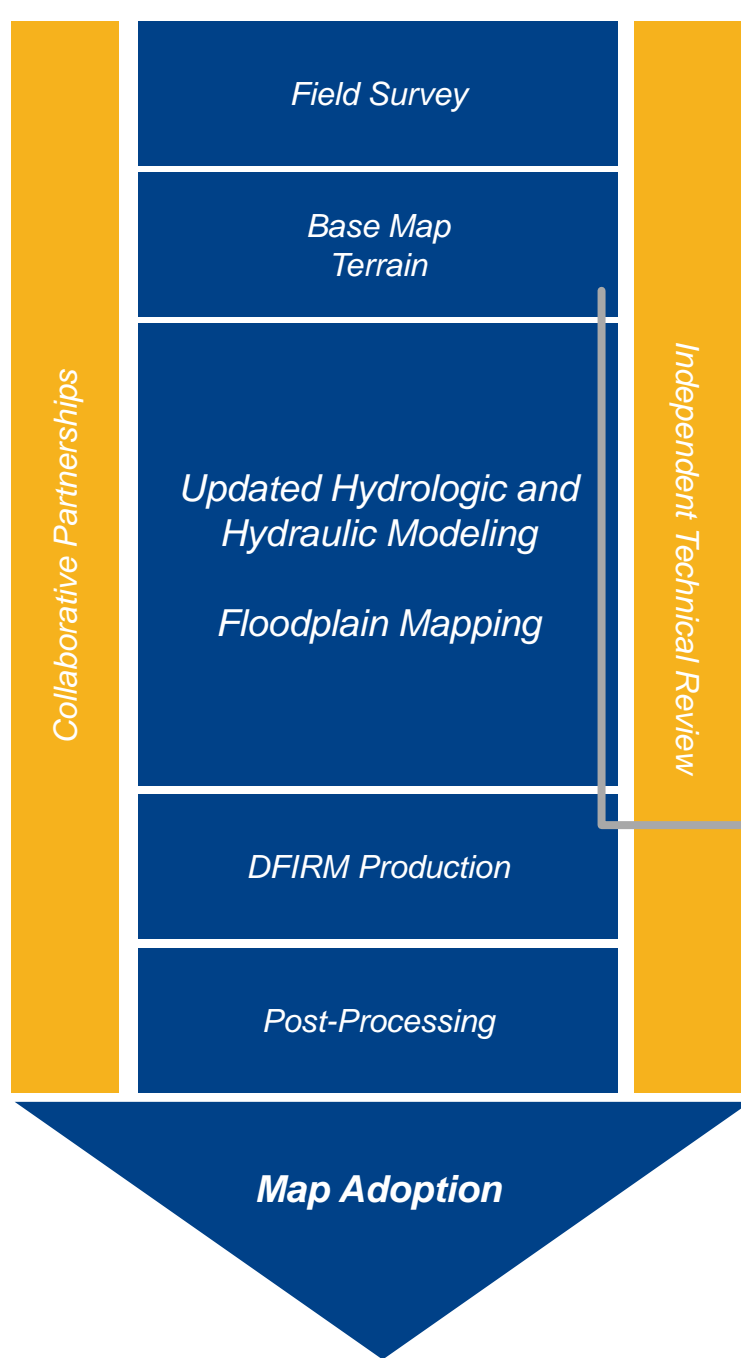 Field Survey
Base Map
Terrain
Collaborative Partnerships
Independent Technical Review
Updated Hydrologic and
Hydraulic Modeling
Floodplain Mapping
DFIRM Production
Post-Processing
Map Adoption